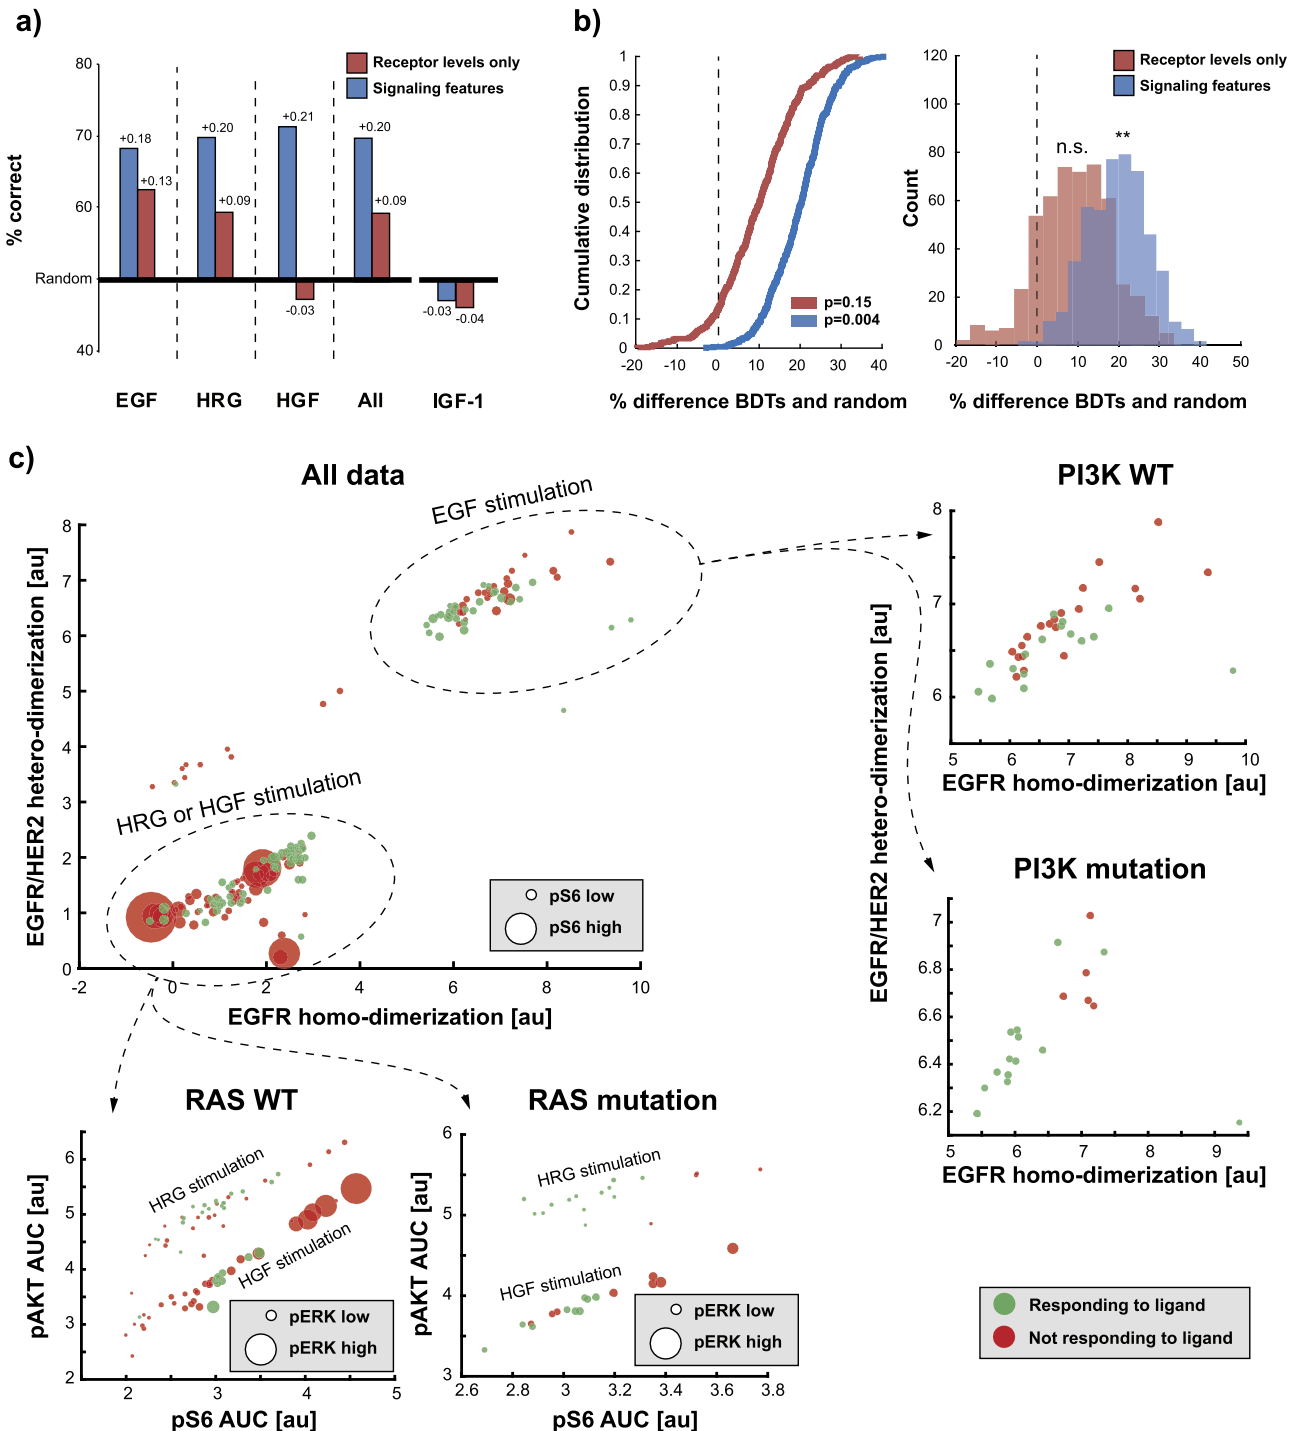 a)
Receptor levels only
Signaling features
% correct
80
70
60
Random
40
+0.18
+0.13
+0.20
+0.09
+0.21
-0.03
+0.20
+0.09
-0.03
-0.04
EGF
HRG
HGF
All
IGF-1
b)
Cumulative distribution
1
0.9
0.8
0.7
0.6
0.5
0.4
0.3
0.2
0.1
0
p=0.15
p=0.004
-20
-10
0
10
20
30
40
% difference BDTs and random
Receptor levels only
Signaling features
Count
120
100
80
60
40
20
0
n.s.
**
-20
-10
0
10
20
30
40
50
% difference BDTs and random
c)
All data
EGF stimulation
HRG or HGF stimulation
EGFR/HER2 hetero-dimerization [au]
8
7
6
5
4
3
2
1
0
pS6 low
pS6 high
-2
0
2
4
6
8
10
EGFR homo-dimerization [au]
PI3K WT
8
7
6
5
6
7
8
9
10
EGFR homo-dimerization [au]
EGFR/HER2 hetero-dimerization [au]
PI3K mutation
7
6.8
6.6
6.4
6.2
5
6
7
8
9
EGFR homo-dimerization [au]
RAS WT
pAKT AUC [au]
6
5
4
3
2
HRG stimulation
HGF stimulation
pERK low
pERK high
2
3
4
5
pS6 AUC [au]
RAS mutation
pAKT AUC [au]
6
5
4
3
HRG stimulation
HGF stimulation
pERK low
pERK high
2.6
2.8
3
3.2
3.4
3.6
3.8
pS6 AUC [au]
Responding to ligand
Not responding to ligand